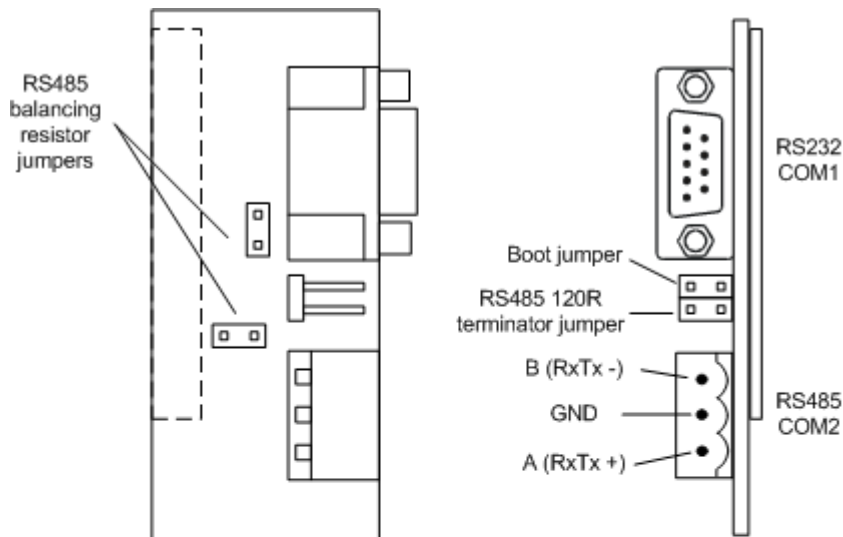 RS485
balancing
resistor
jumpers
RS232
COM1
Boot jumper
RS485 120R
terminator jumper
B (RxTx -)
GND
A (RxTx +)
RS485
COM2